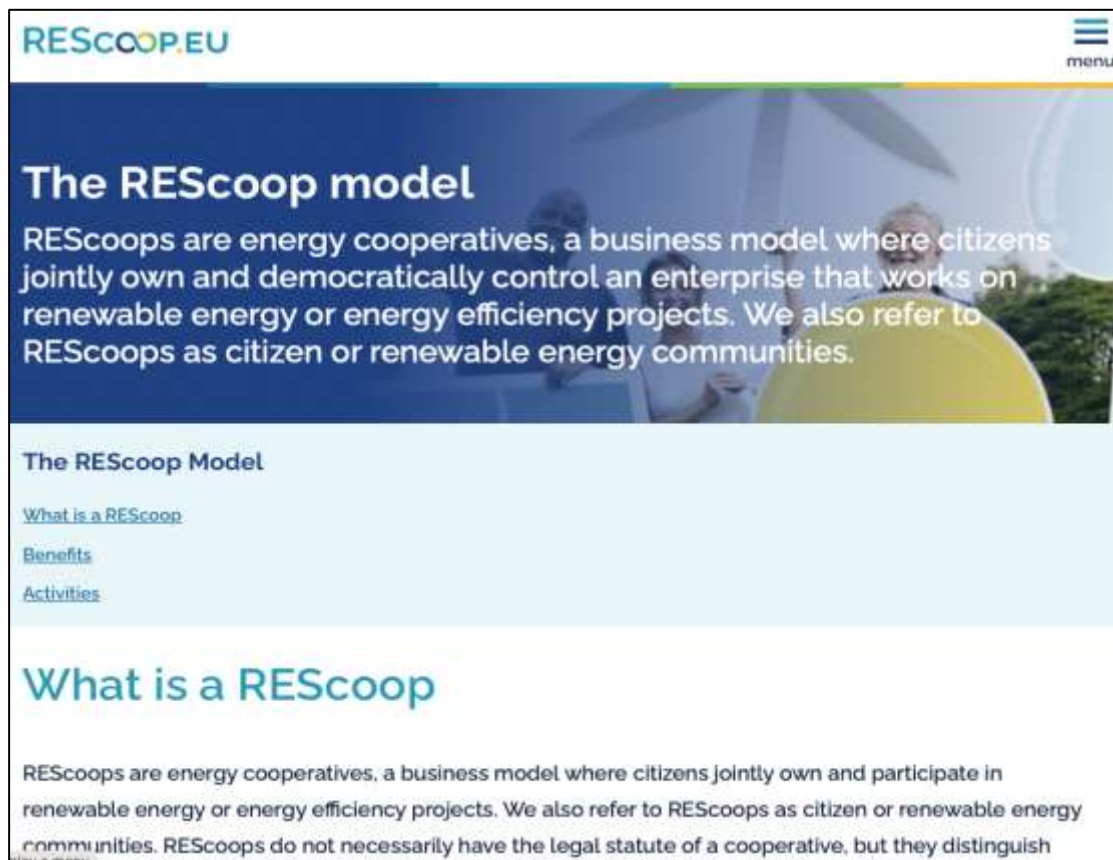 REScoop.EU
menu
The REScoop model
REScoops are energy cooperatives, a business model where citizens
jointly own and democratically control an enterprise that works on
renewable energy or energy efficiency projects. We also refer to
REScoops as citizen or renewable energy communities.
The REScoop Model
What is a REScoop
Benefits
Activities
What is a REScoop
REScoops are energy cooperatives, a business model where citizens jointly own and participate in
renewable energy or energy efficiency projects. We also refer to REScoops as citizen or renewable energy
communities. REScoops do not necessarily have the legal statute of a cooperative, but they distinguish